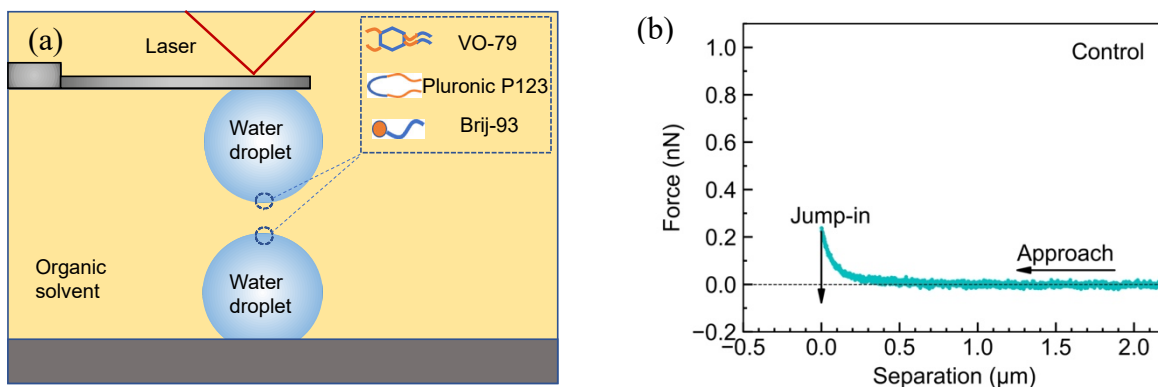 (a)
Laser
VO-79
Pluronic P123
Brij-93
Water
droplet
Organic
solvent
Water
droplet
(b)
Control
Force (nN)
1.0
0.8
0.6
0.4
0.2
0.0
−0.2
Jump-in
Approach
−0.5 0.0 0.5 1.0 1.5 2.0
Separation (μm)